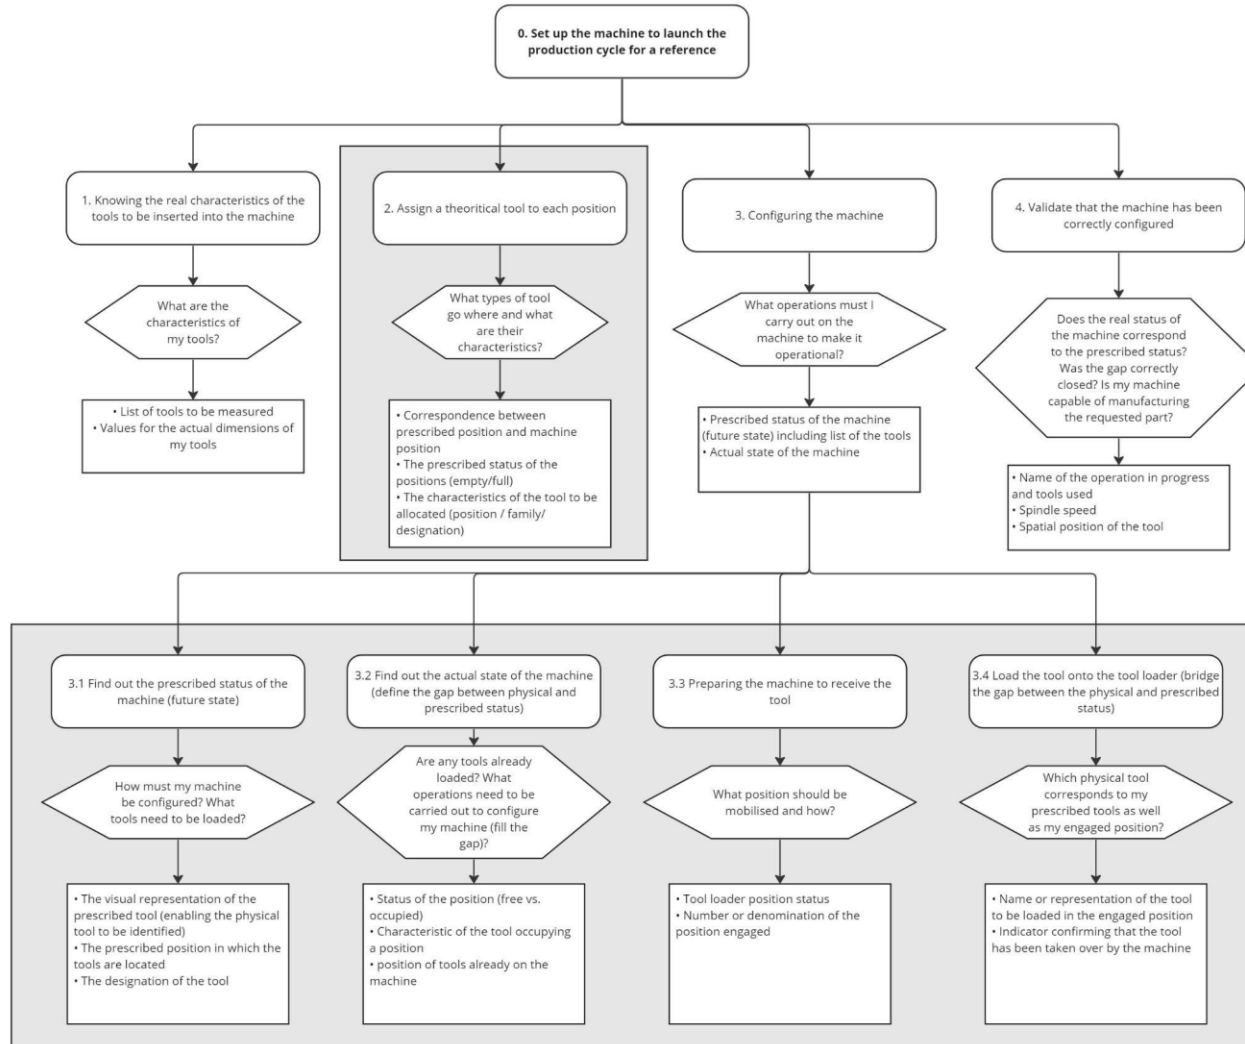 0. Set up the machine to launch the
production cycle for a reference
1. Knowing the real characteristics of the
tools to be inserted into the machine
2. Assign a theoritical tool to each position
3. Configuring the machine
4. Validate that the machine has been
correctly configured
What are the
characteristics of
my tools?
What types of tool
go where and what
are their
characteristics?
What operations must I
carry out on the
machine to make it
operational?
Does the real status of
the machine correspond
to the prescribed status?
Was the gap correctly
closed? Is my machine
capable of manufacturing
the requested part?
• List of tools to be measured
• Values for the actual dimensions of
my tools
• Correspondence between
prescribed position and machine
position
• The prescribed status of the
positions (empty/full)
• The characteristics of the tool to be
allocated (position / family/
designation)
• Prescribed status of the machine
(future state) including list of the tools
• Actual state of the machine
• Name of the operation in progress
and tools used
• Spindle speed
• Spatial position of the tool
3.1 Find out the prescribed status of the
machine (future state)
3.2 Find out the actual state of the machine
(define the gap between physical and
prescribed status)
3.3 Preparing the machine to receive the
tool
3.4 Load the tool onto the tool loader (bridge
the gap between the physical and prescribed
status)
How must my machine
be configured? What
tools need to be loaded?
Are any tools already
loaded? What
operations need to be
carried out to configure
my machine (fill the
gap)?
What position should be
mobilised and how?
Which physical tool
corresponds to my
prescribed tools as well
as my engaged position?
• The visual representation of the
prescribed tool (enabling the physical
tool to be identified)
• The prescribed position in which the
tools are located
• The designation of the tool
• Status of the position (free vs.
occupied)
• Characteristic of the tool occupying
a position
• position of tools already on the
machine
• Tool loader position status
• Number or denomination of the
position engaged
• Name or representation of the tool
to be loaded in the engaged position
• Indicator confirming that the tool
has been taken over by the machine